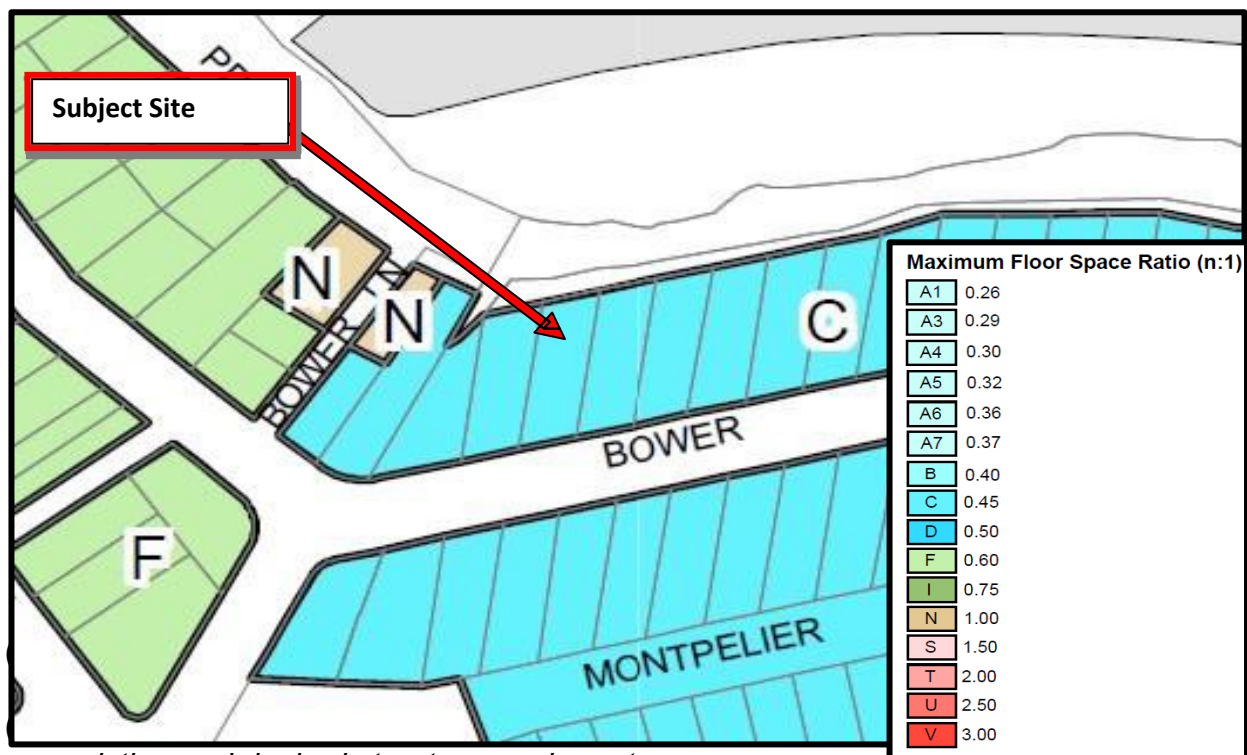 Subject Site
N
N
BOWER LN
C
BOWER
F
MONTPELIER
Maximum Floor Space Ratio (n:1)
A1 0.26
A3 0.29
A4 0.30
A5 0.32
A6 0.36
A7 0.37
B 0.40
C 0.45
D 0.50
F 0.60
I 0.75
N 1.00
S 1.50
T 2.00
U 2.50
V 3.00